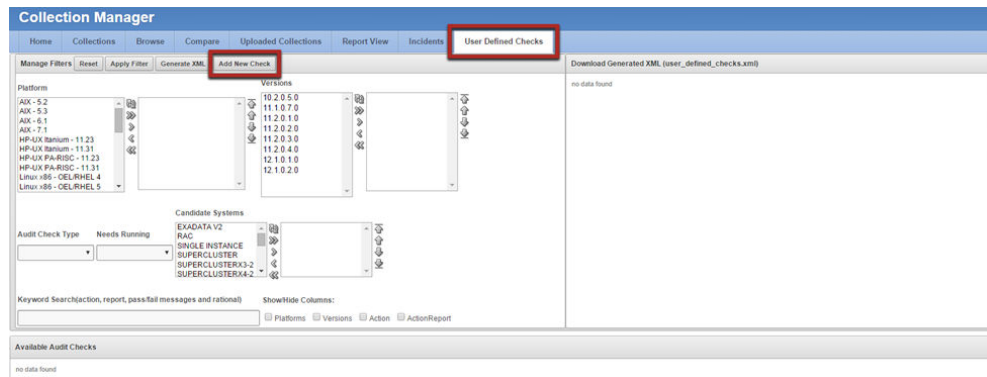 Collection Manager
Home Collections Browse Compare Uploaded Collections Report View Incidents User Defined Checks
Manage Filters Reset Apply Filter Generate XML Add New Check
Download Generated XML (user_defined_checks.xml)
no data found
Platform
AIX - 5.2
AIX - 5.3
AIX - 6.1
AIX - 7.1
HP-UX Itanium - 11.23
HP-UX Itanium - 11.31
HP-UX PA-RISC - 11.23
HP-UX PA-RISC - 11.31
Linux x86 - OEL/RHEL 4
Linux x86 - OEL/RHEL 5
Versions
10.2.0.5.0
11.1.0.7.0
11.2.0.1.0
11.2.0.2.0
11.2.0.3.0
11.2.0.4.0
12.1.0.1.0
12.1.0.2.0
Audit Check Type Needs Running
Candidate Systems
EXADATA V2
RAC
SINGLE INSTANCE
SUPERCLUSTER
SUPERCLUSTERX3-2
SUPERCLUSTERX4-2
Keyword Search(action, report, pass/fail messages and rational)
Show/Hide Columns:
Platforms Versions Action ActionReport
Available Audit Checks
no data found